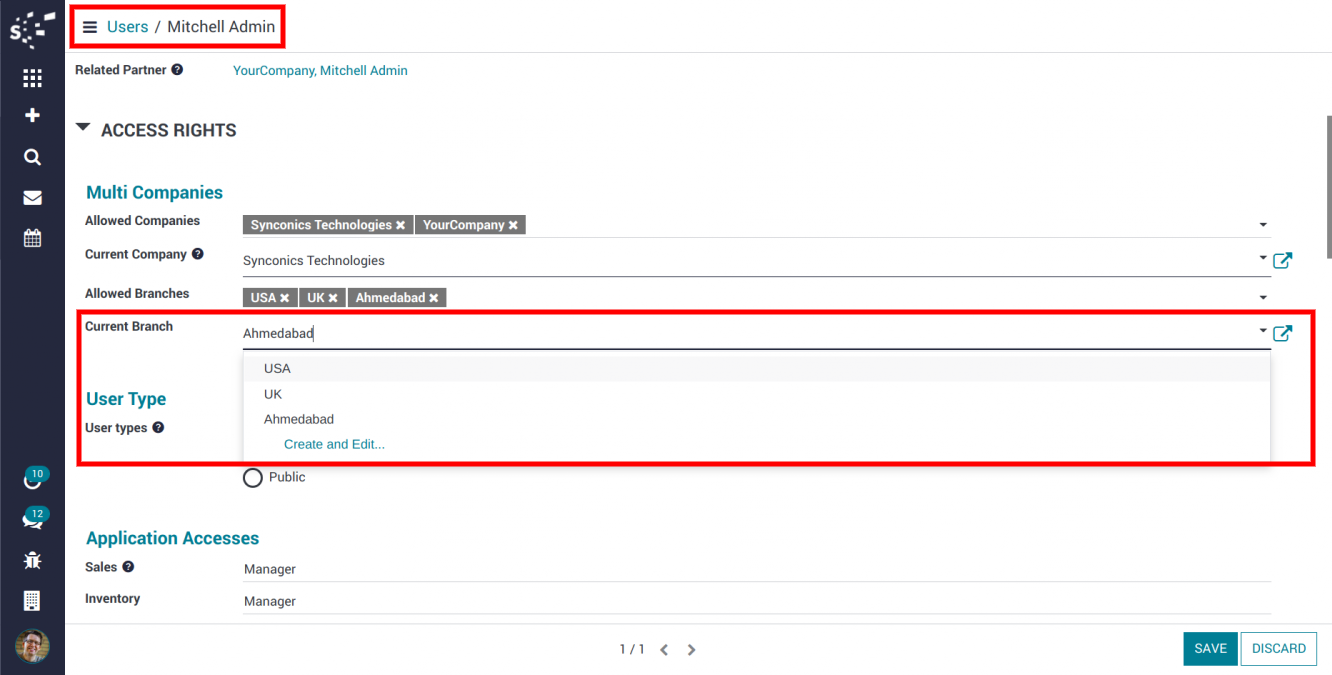 Users / Mitchell Admin
Related Partner ? YourCompany, Mitchell Admin
ACCESS RIGHTS
Multi Companies
Allowed Companies Synconics Technologies YourCompany
Current Company ? Synconics Technologies
Allowed Branches USA UK Ahmedabad
Current Branch Ahmedabad
USA
UK
Ahmedabad
Create and Edit...
User Type
User types ?
Public
Application Accesses
Sales ? Manager
Inventory Manager
10
12
1 / 1
SAVE DISCARD